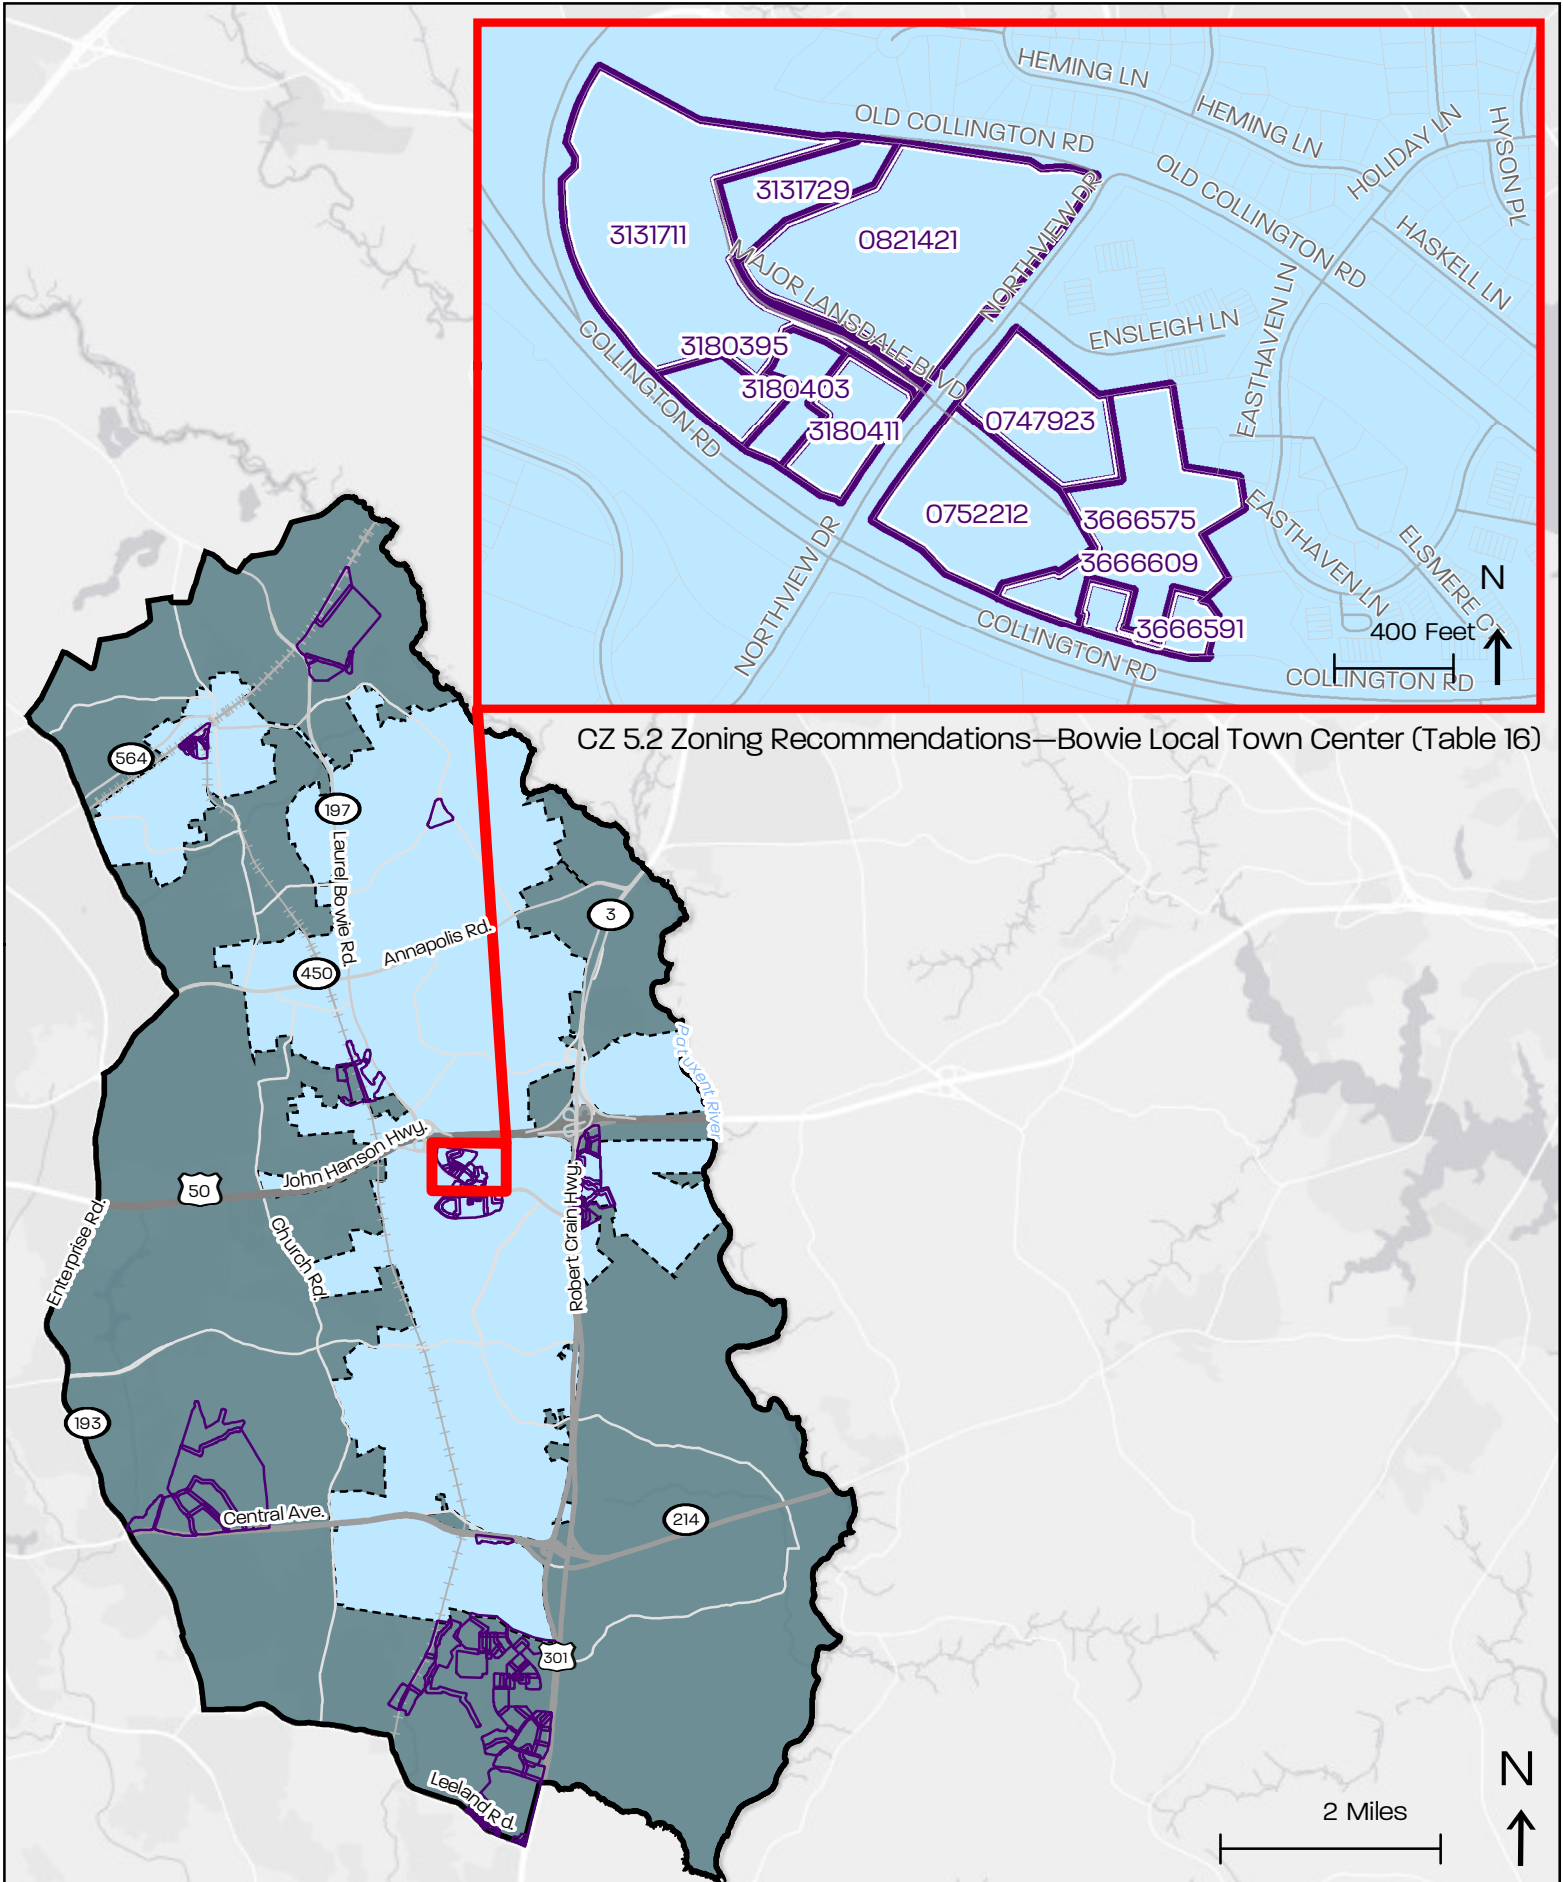 HEMING LN
HEMING LN
OLD COLLINGTON RD
OLD COLLINGTON RD
HOLIDAY LN
HYSON PL
HASKELL LN
3131729
3131711
0821421
NORTHVIEW DR
MAJOR LANSDALE BLVD
ENSLEIGH LN
EASTHAVEN LN
COLLINGTON RD
3180395
3180403
3180411
0747923
0752212
3666575
3666609
3666591
EASTHAVEN LN
ELSMERE CT
NORTHVIEW DR
COLLINGTON RD
COLLINGTON RD
N
400 Feet
CZ 5.2 Zoning Recommendations—Bowie Local Town Center (Table 16)
564
197
Laurel Bowie Rd.
3
Annapolis Rd.
450
Patuxent River
John Hanson Hwy.
50
Enterprise Rd.
Church Rd.
Robert Crain Hwy.
193
Central Ave.
214
301
Leeland Rd.
N
2 Miles